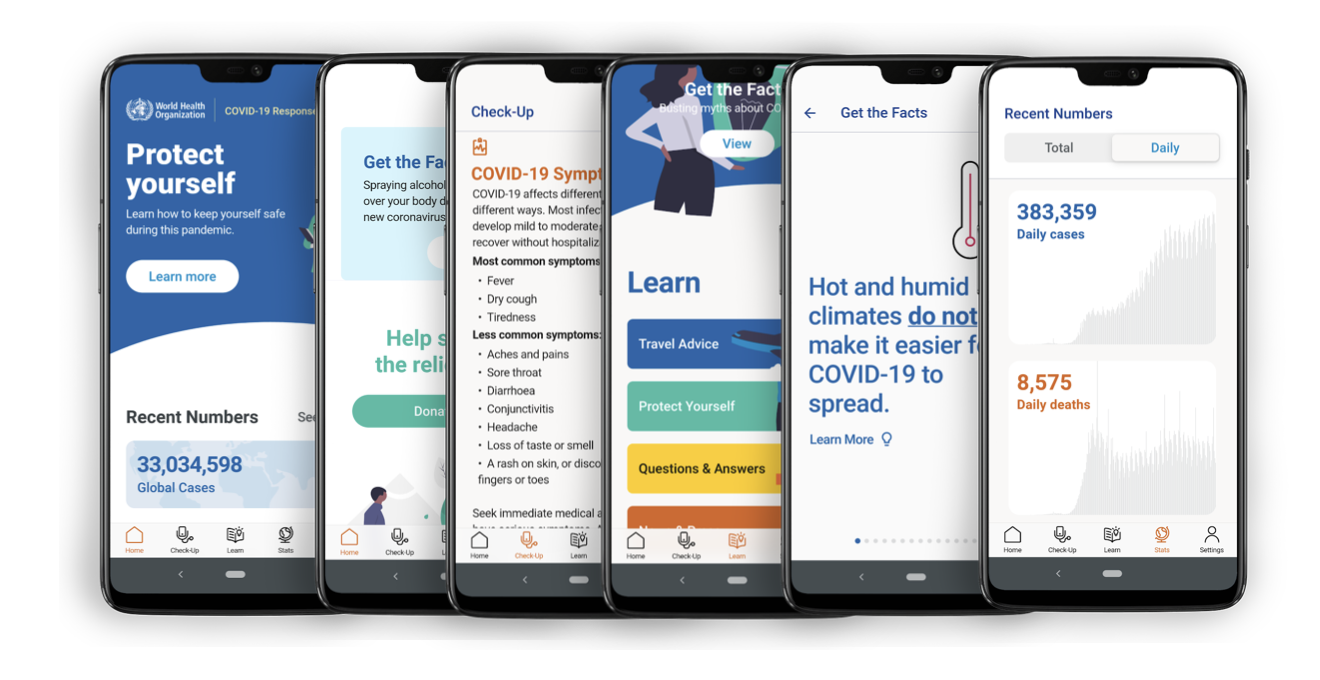 World Health
Organization
COVID-19 Response
Protect
yourself
Learn how to keep yourself safe
during this pandemic.
Learn more
Recent Numbers
See
33,034,598
Global Cases
Home
Check-Up
Learn
Stats
Get the Fa
Spraying alcohol
over your body d
new coronavirus
Help s
the reli
Dona
Home
Check-Up
L
Check-Up
COVID-19 Sympt
COVID-19 affects different
different ways. Most infec
develop mild to moderate
recover without hospitaliz
Most common symptoms
• Fever
• Dry cough
• Tiredness
Less common symptoms:
• Aches and pains
• Sore throat
• Diarrhoea
• Conjunctivitis
• Headache
• Loss of taste or smell
• A rash on skin, or disco
fingers or toes
Seek immediate medical a
Home
Check-Up
Learn
Get the Fact
Busting myths about CO
View
Learn
Travel Advice
Protect Yourself
Questions & Answers
Home
Check-Up
Learn
Get the Facts
Hot and humid
climates do not
make it easier f
COVID-19 to
spread.
Learn More
Recent Numbers
Total
Daily
383,359
Daily cases
8,575
Daily deaths
Home
Check-Up
Learn
Stats
Settings